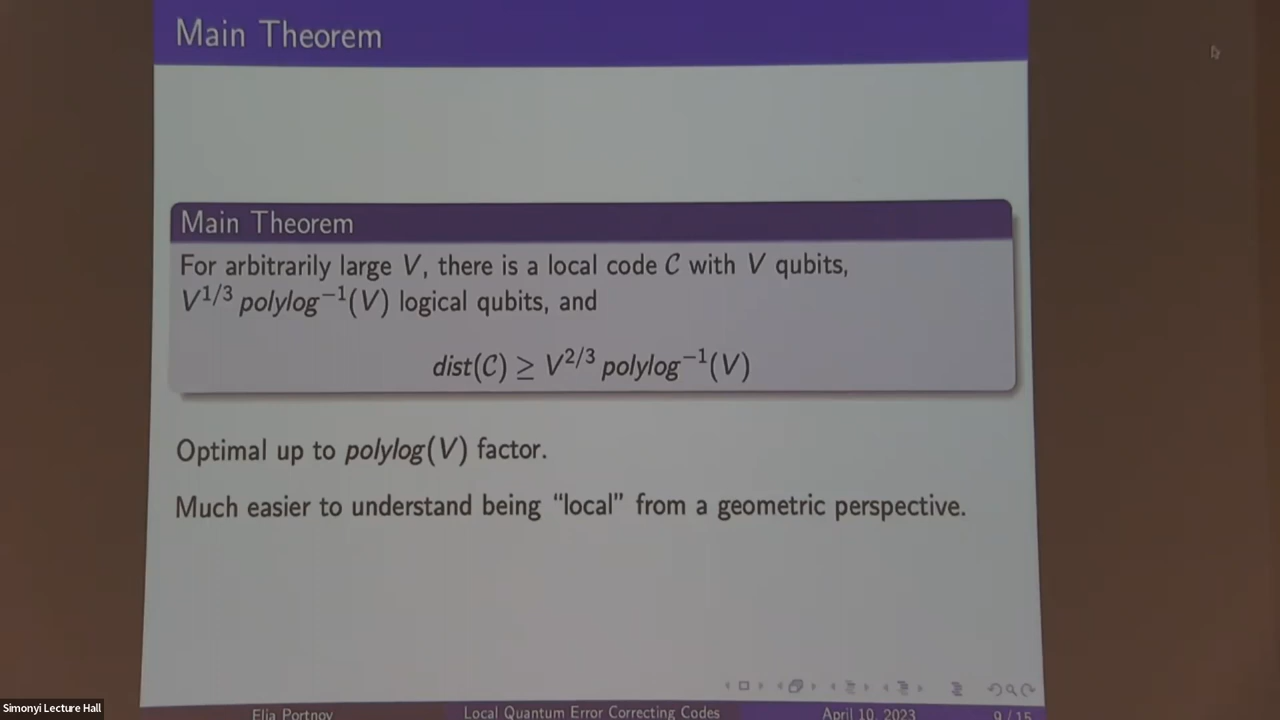 Main Theorem
Main Theorem
For arbitrarily large V, there is a local code C with V qubits,
V^{1/3} polylog^{-1}(V) logical qubits, and
dist(C) ≥ V^{2/3} polylog^{-1}(V)
Optimal up to polylog(V) factor.
Much easier to understand being “local” from a geometric perspective.
Simonyi Lecture Hall
Elia Portnoy Local Quantum Error Correcting Codes April 10, 2023 9 / 15